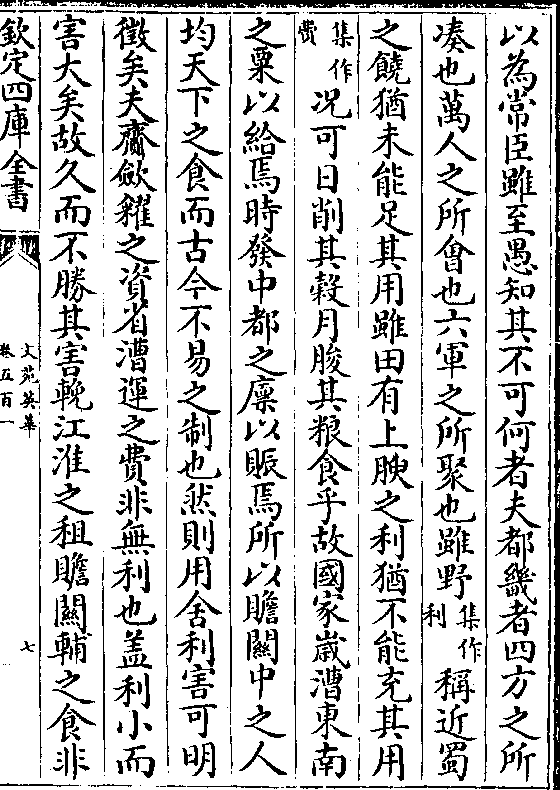 以為常臣雖至愚知其不可何者夫都畿者四方之所
湊也萬人之所會也六軍之所聚也雖野集作利稱近蜀
之饒猶未能足其用雖田有上腴之利猶不能充其用
集作費况可日削其穀月朘其粮食乎故國家嵗漕東南
之粟以給焉時發中都之廩以賑焉所以贍關中之人
均天下之食而古今不易之制也然則用舍利害可明
徵矣夫齎歛糴之資省漕運之費非無利也盖利小而
害大矣故久而不勝其害輓江淮之租贍關輔之食非
欽定四庫全書
文苑英華
卷五百一
七